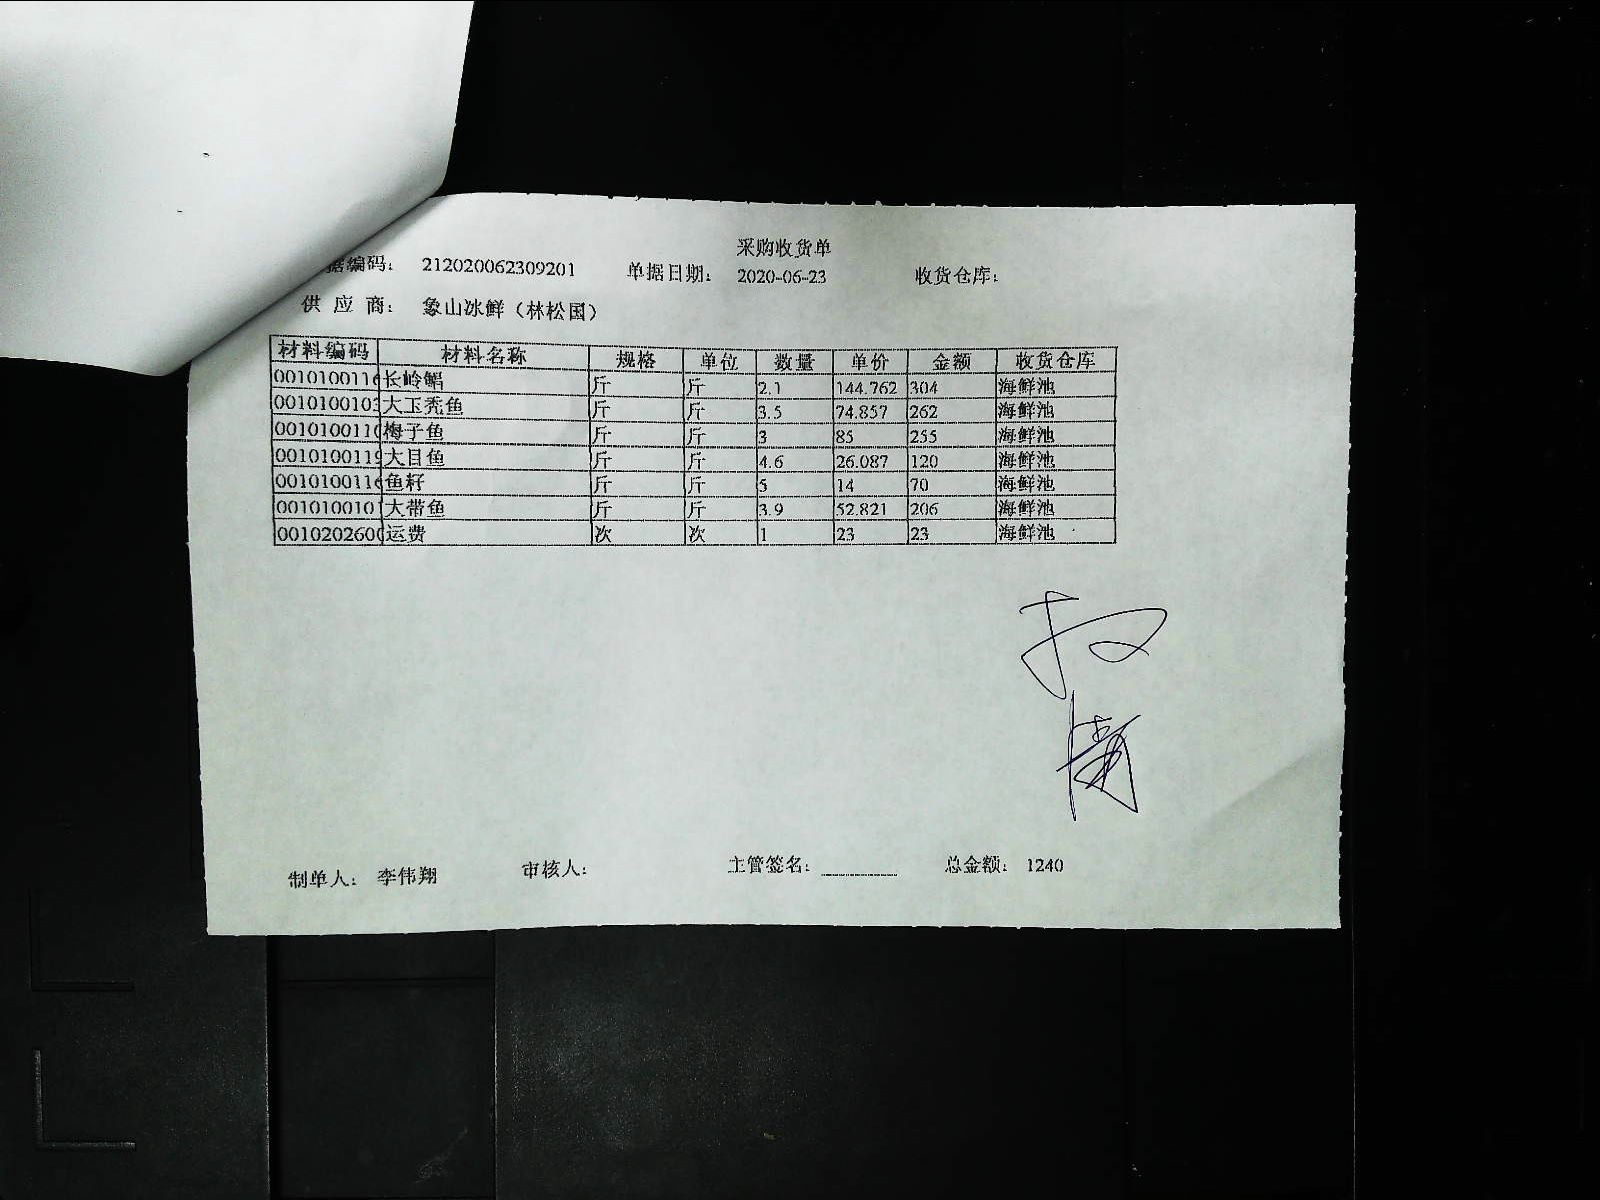 采购收货单
据编码： 212020062309201 单据日期： 2020-06-23 收货仓库：
供 应 商： 象山冰鲜（林松国）
材料编码 材料名称 规格 单位 数量 单价 金额 收货仓库
001010011 长岭鲳 斤 斤 2.1 144.762 304 海鲜池
001010010 大玉秃鱼 斤 斤 3.5 74.857 262 海鲜池
001010011 梅子鱼 斤 斤 3 85 255 海鲜池
001010011 大目鱼 斤 斤 4.6 26.087 120 海鲜池
001010011 鱼籽 斤 斤 5 14 70 海鲜池
001010010 大带鱼 斤 斤 3.9 52.821 206 海鲜池
001020260 运费 次 次 1 23 23 海鲜池
制单人： 李伟翔 审核人： 主管签名： 总金额： 1240